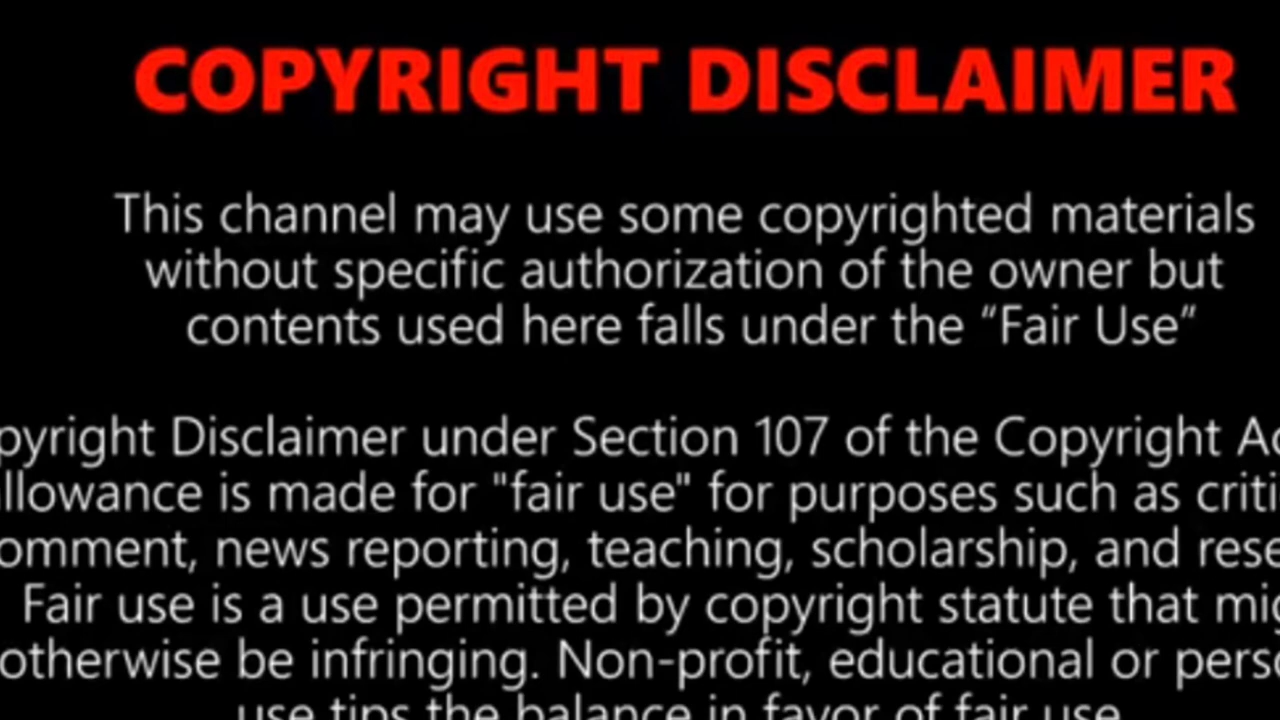 COPYRIGHT DISCLAIMER
This channel may use some copyrighted materials
without specific authorization of the owner but
contents used here falls under the “Fair Use”
pyright Disclaimer under Section 107 of the Copyright Ac
llowance is made for "fair use" for purposes such as criti
omment, news reporting, teaching, scholarship, and rese
Fair use is a use permitted by copyright statute that mig
otherwise be infringing. Non-profit, educational or perso
use tips the balance in favor of fair use